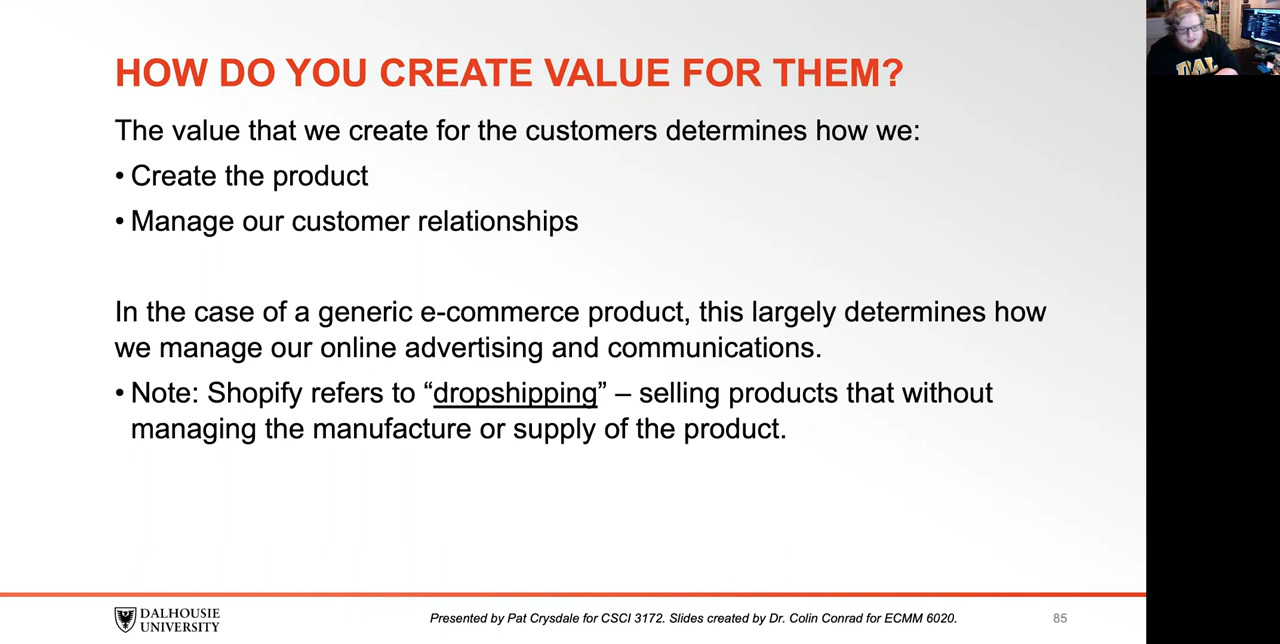 HOW DO YOU CREATE VALUE FOR THEM?
The value that we create for the customers determines how we:
• Create the product
• Manage our customer relationships
In the case of a generic e-commerce product, this largely determines how
we manage our online advertising and communications.
• Note: Shopify refers to “dropshipping” – selling products that without
managing the manufacture or supply of the product.
DALHOUSIE
UNIVERSITY
Presented by Pat Crysdale for CSCI 3172. Slides created by Dr. Colin Conrad for ECMM 6020.
85
DAL